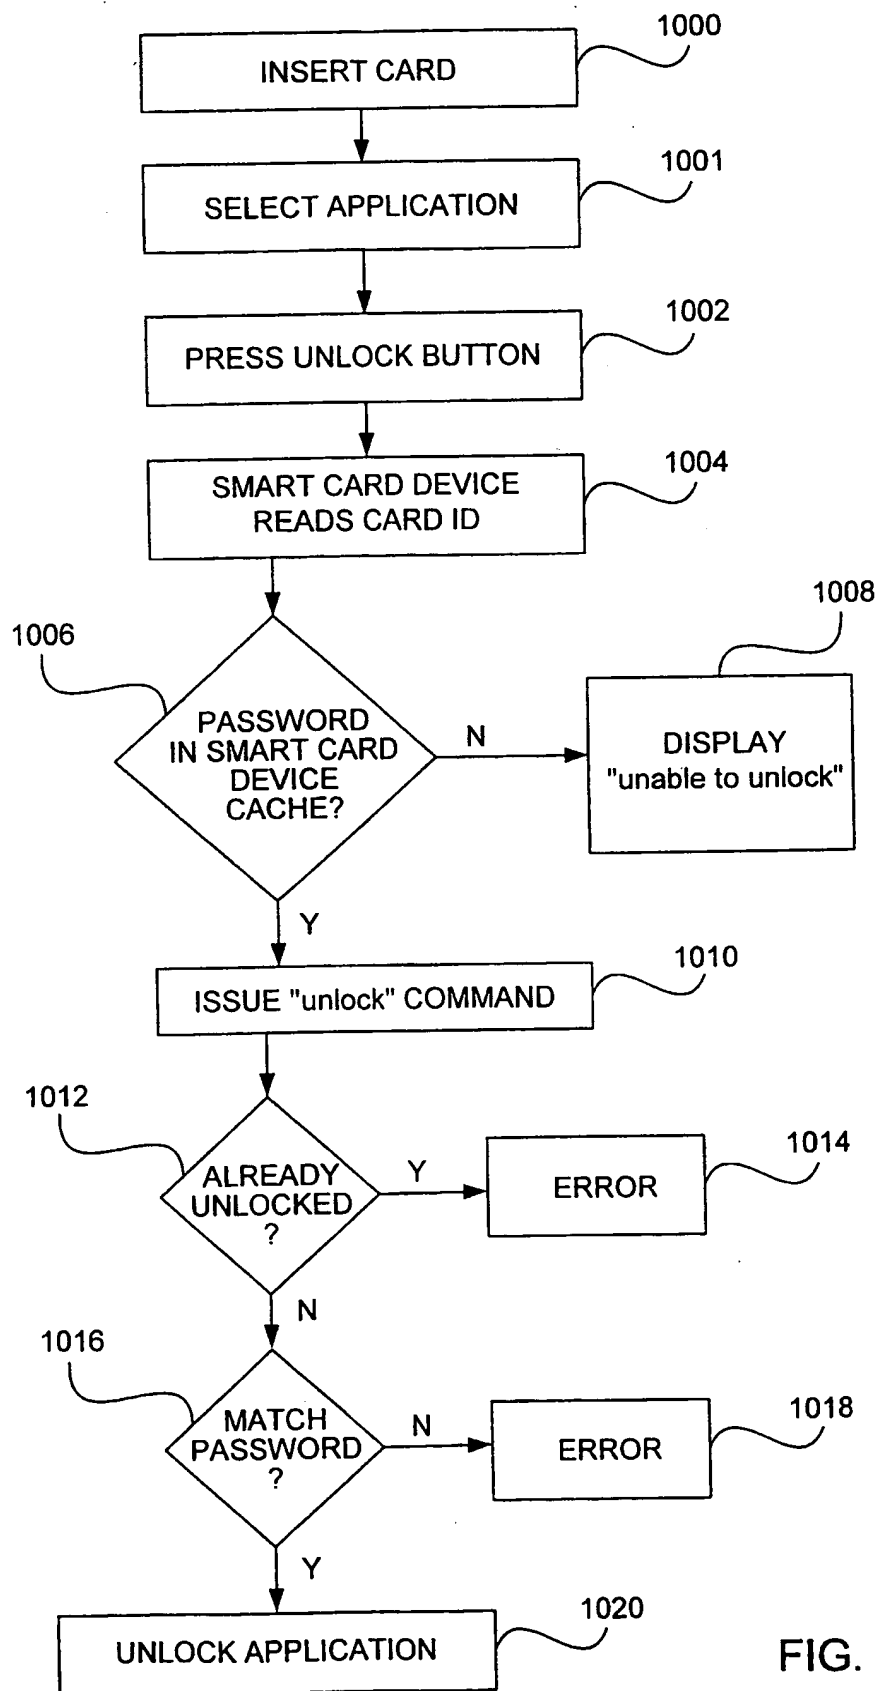 1000
INSERT CARD
1001
SELECT APPLICATION
1002
PRESS UNLOCK BUTTON
1004
SMART CARD DEVICE
READS CARD ID
1006
1008
PASSWORD
IN SMART CARD
DEVICE
CACHE?
N
DISPLAY
"unable to unlock"
Y
1010
ISSUE "unlock" COMMAND
1012
1014
ALREADY
UNLOCKED
?
Y
ERROR
N
1016
1018
MATCH
PASSWORD
?
N
ERROR
Y
1020
UNLOCK APPLICATION
FIG.